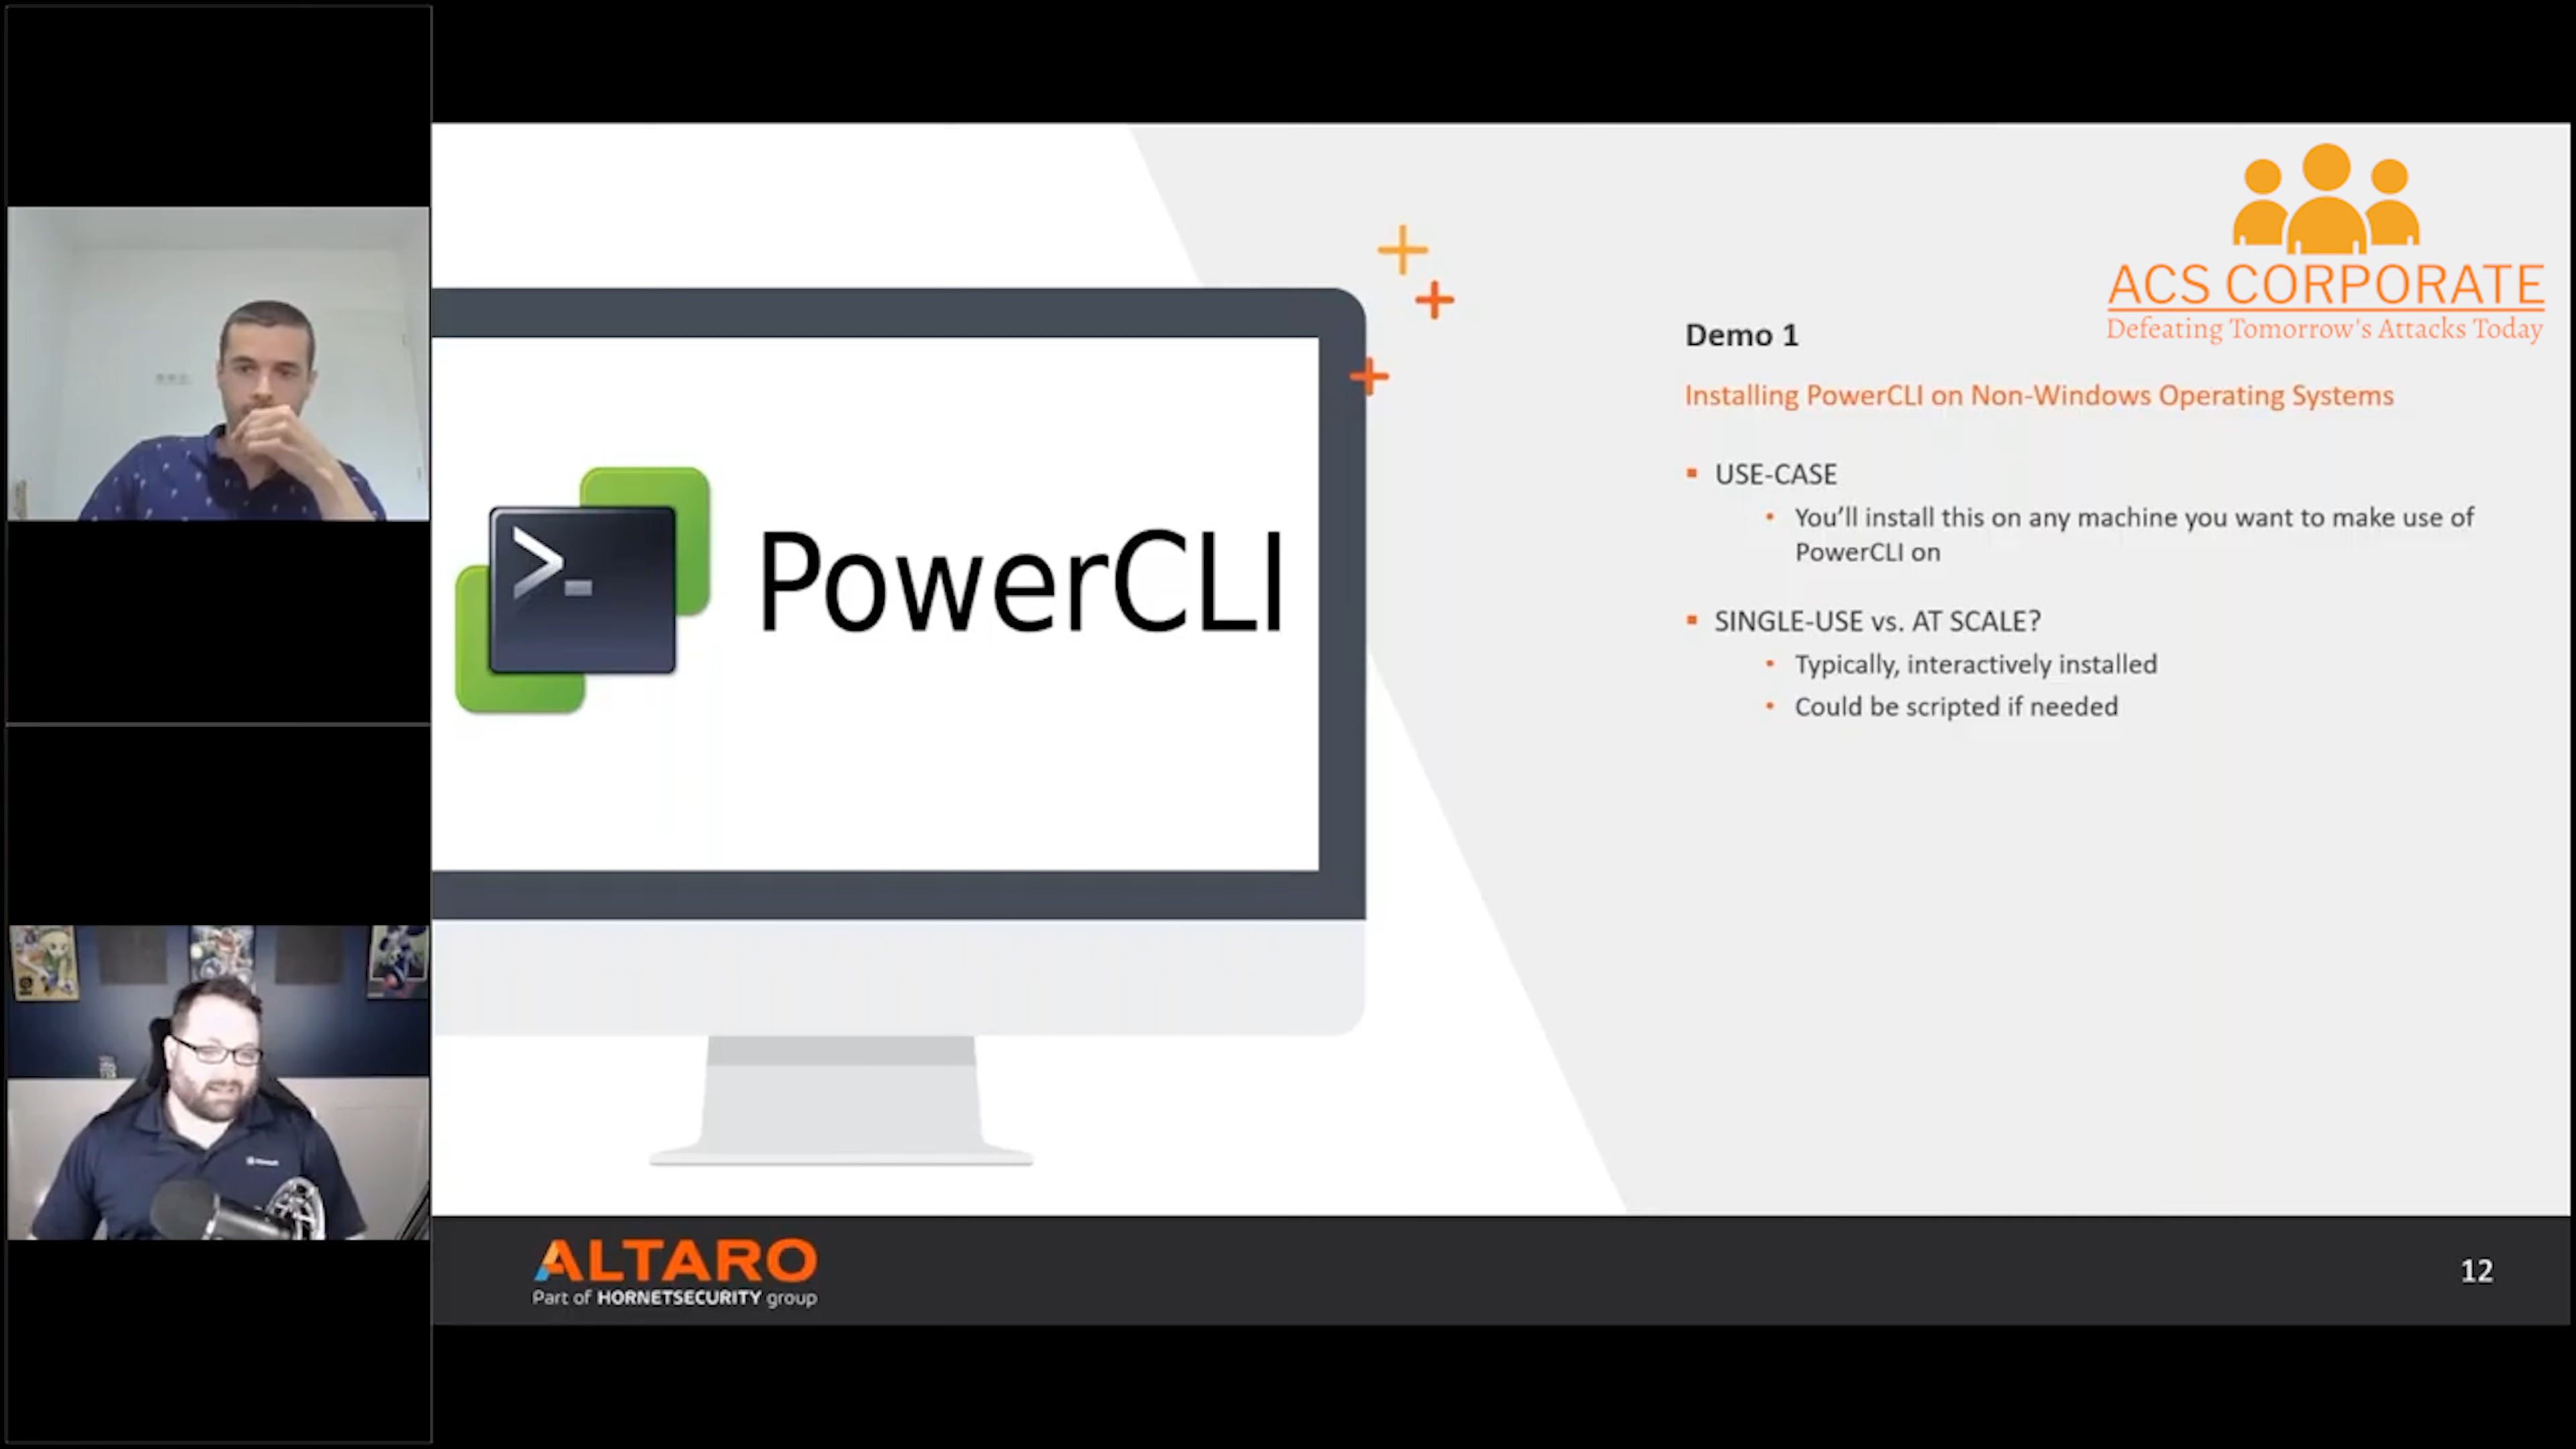 ACS CORPORATE
Defeating Tomorrow's Attacks Today
Demo 1
Installing PowerCLI on Non-Windows Operating Systems
USE-CASE
You’ll install this on any machine you want to make use of
PowerCLI on
SINGLE-USE vs. AT SCALE?
Typically, interactively installed
Could be scripted if needed
>_
PowerCLI
ALTARO
Part of HORNETSECURITY group
12